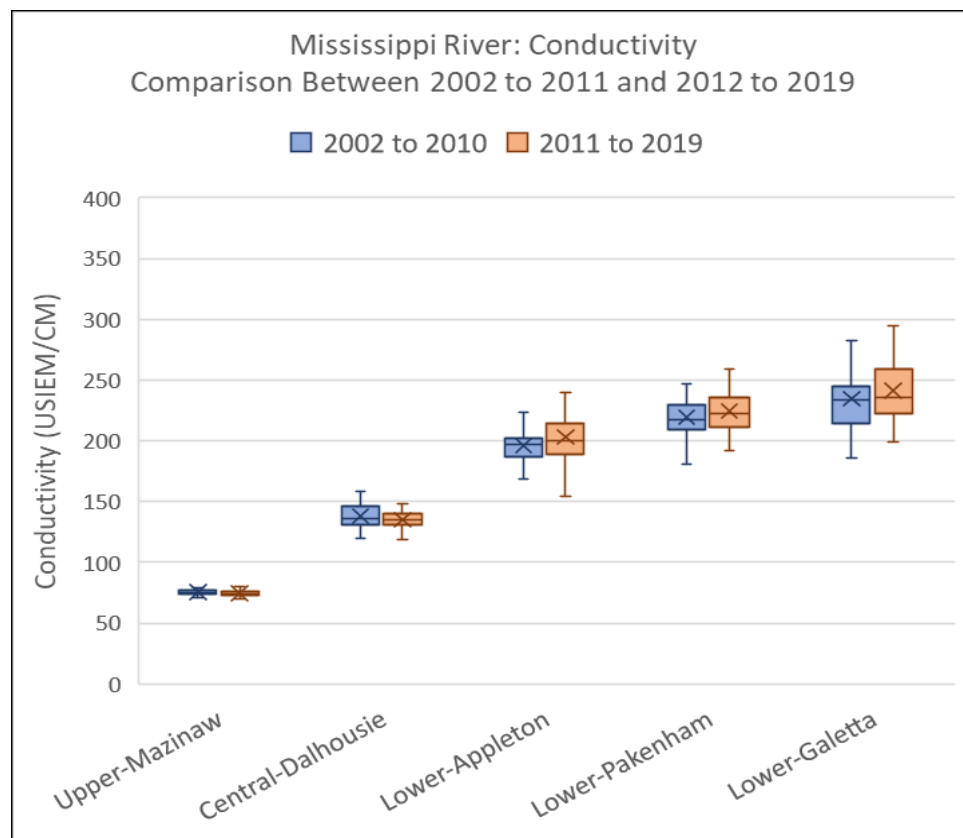 Mississippi River: Conductivity
Comparison Between 2002 to 2011 and 2012 to 2019
2002 to 2010 2011 to 2019
Conductivity (USIEM/CM)
400
350
300
250
200
150
100
50
0
Upper-Mazinaw
Central-Dalhousie
Lower-Appleton
Lower-Pakenham
Lower-Galetta